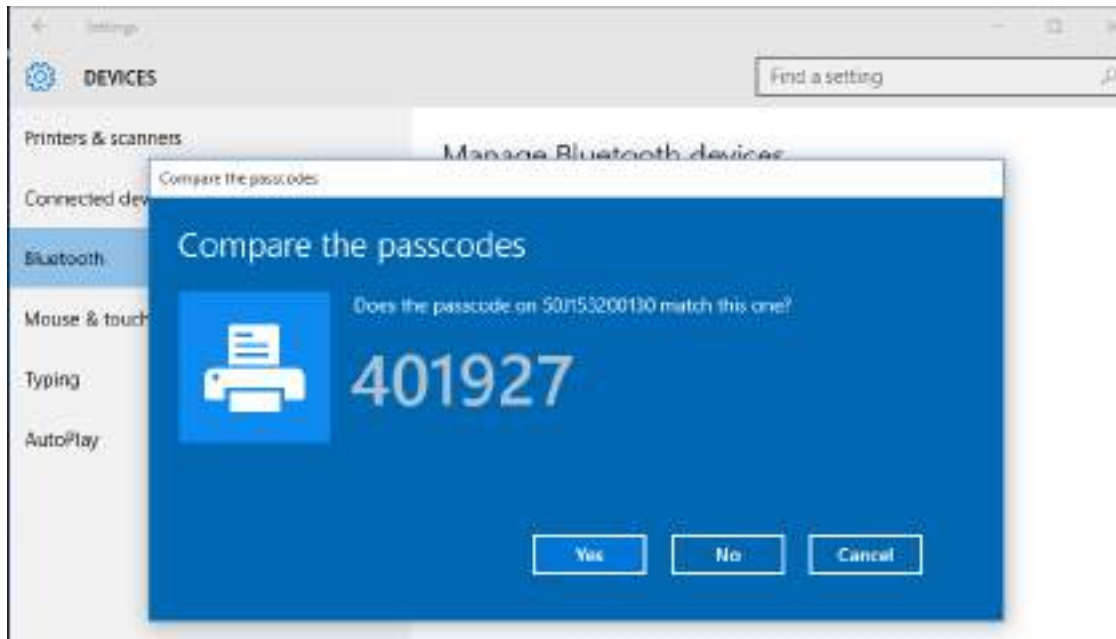 Settings
DEVICES
Find a setting
Printers & scanners
Manage Bluetooth devices
Compare the passcodes
Connected dev
Compare the passcodes
Bluetooth
Does the passcode on 50J153200130 match this one?
Mouse & touch
401927
Typing
AutoPlay
Yes
No
Cancel